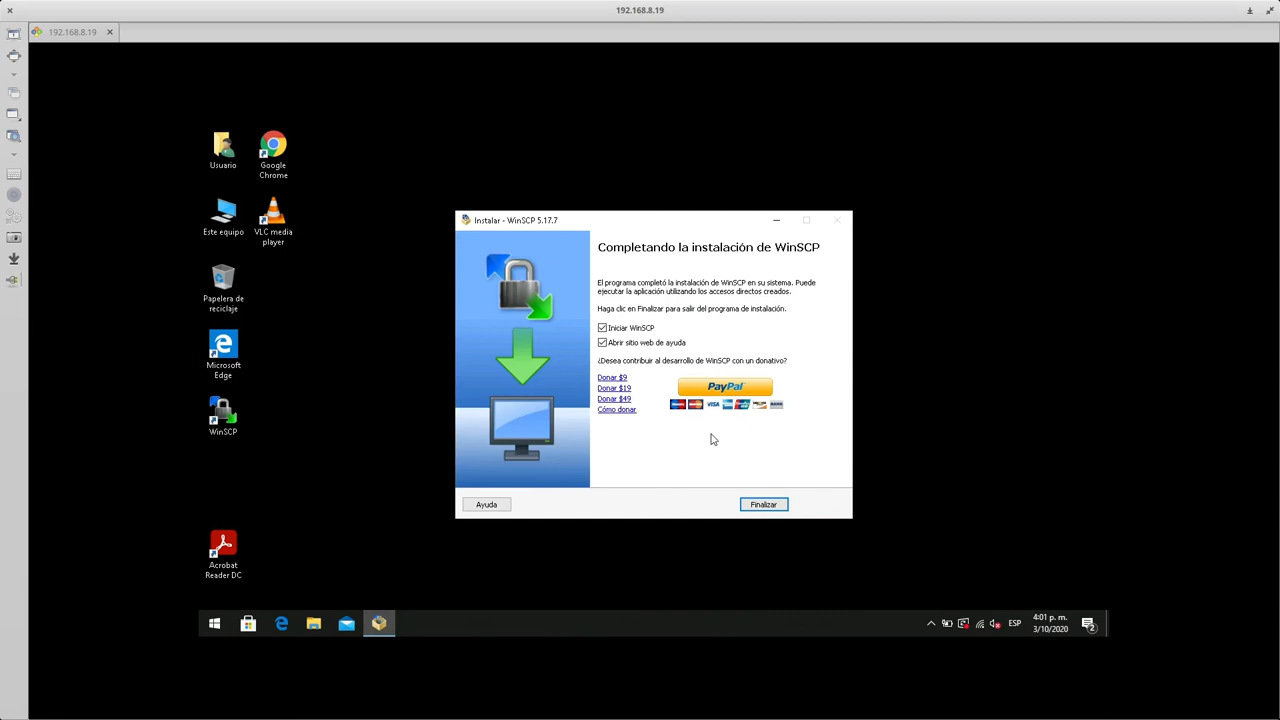 192.168.8.19
192.168.8.19
Usuario
Google
Chrome
Este equipo
VLC media
player
Papelera de
reciclaje
Microsoft
Edge
WinSCP
Acrobat
Reader DC
Instalar - WinSCP 5.17.7
Completando la instalación de WinSCP
El programa completó la instalación de WinSCP en su sistema. Puede
ejecutar la aplicación utilizando los accesos directos creados.
Haga clic en Finalizar para salir del programa de instalación.
Iniciar WinSCP
Abrir sitio web de ayuda
¿Desea contribuir al desarrollo de WinSCP con un donativo?
Donar $9
Donar $19
Donar $49
Cómo donar
PayPal
VISA
Ayuda
Finalizar
ESP
4:01 p. m.
3/10/2020
2